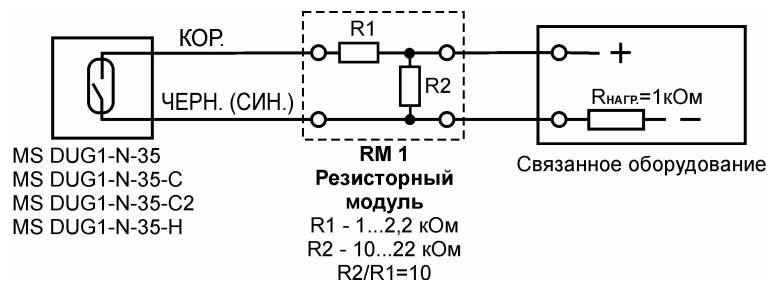 КОР.
ЧЕРН. (СИН.)
R1
R2
+
Rнагр.=1кОм
−
MS DUG1-N-35
MS DUG1-N-35-C
MS DUG1-N-35-C2
MS DUG1-N-35-H
RM 1
Резисторный
модуль
R1 - 1...2,2 кОм
R2 - 10...22 кОм
R2/R1=10
Связанное оборудование